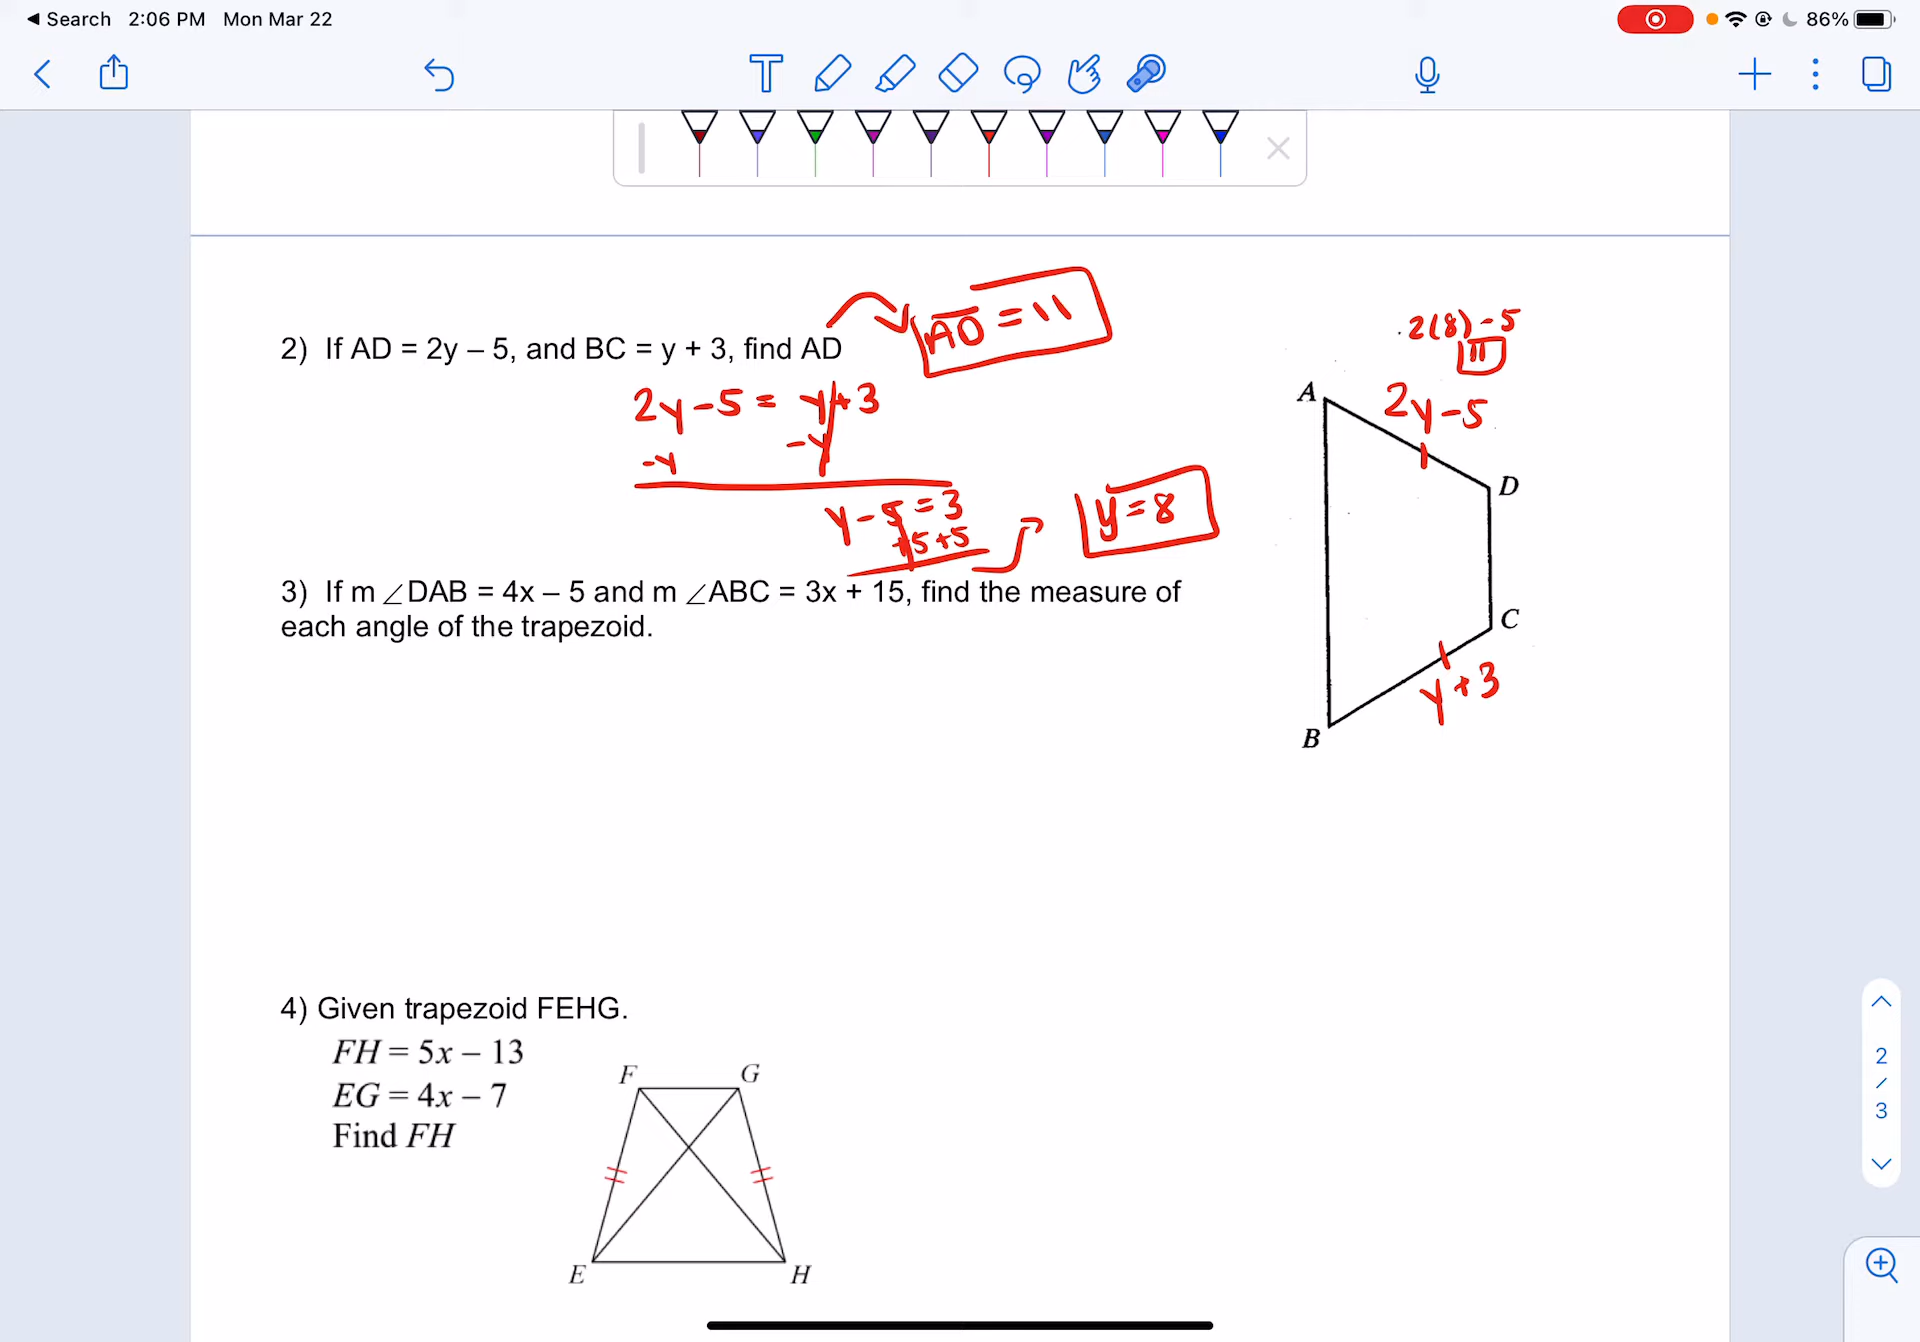 Search 2:06 PM Mon Mar 22
86%
2) If AD = 2y – 5, and BC = y + 3, find AD
AD = 11
2y - 5 = y + 3
-y -y
y - 5 = 3
+5 +5
y = 8
2(8) - 5
11
A
2y - 5
D
C
y + 3
B
3) If m ∠DAB = 4x – 5 and m ∠ABC = 3x + 15, find the measure of
each angle of the trapezoid.
4) Given trapezoid FEHG.
FH = 5x – 13
EG = 4x – 7
Find FH
F G
E H
2
/
3